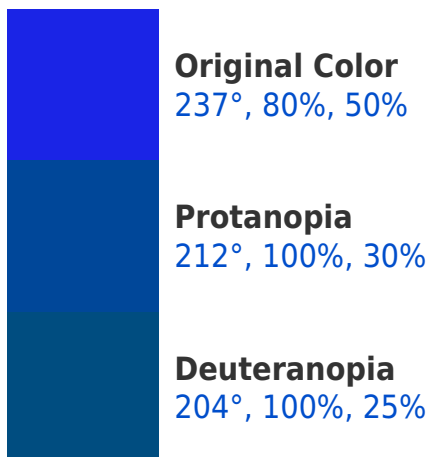 Original Color
237°, 80%, 50%
Protanopia
212°, 100%, 30%
Deuteranopia
204°, 100%, 25%